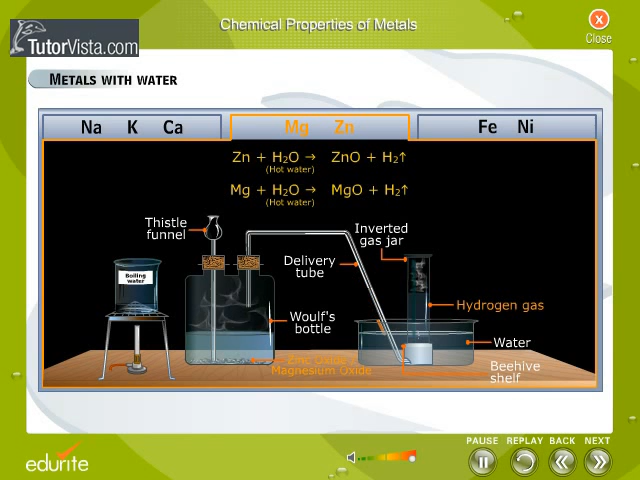 Chemical Properties of Metals
X
Close
TutorVista.com
METALS WITH WATER
Na K Ca
Mg Zn
Fe Ni
Zn + H₂O → ZnO + H₂↑
(Hot water)
Mg + H₂O → MgO + H₂↑
(Hot water)
Thistle
funnel
Inverted
gas jar
Delivery
tube
Boiling
water
Hydrogen gas
Woulf's
bottle
Water
Zinc Oxide /
Magnesium Oxide
Beehive
shelf
PAUSE REPLAY BACK NEXT
edurite